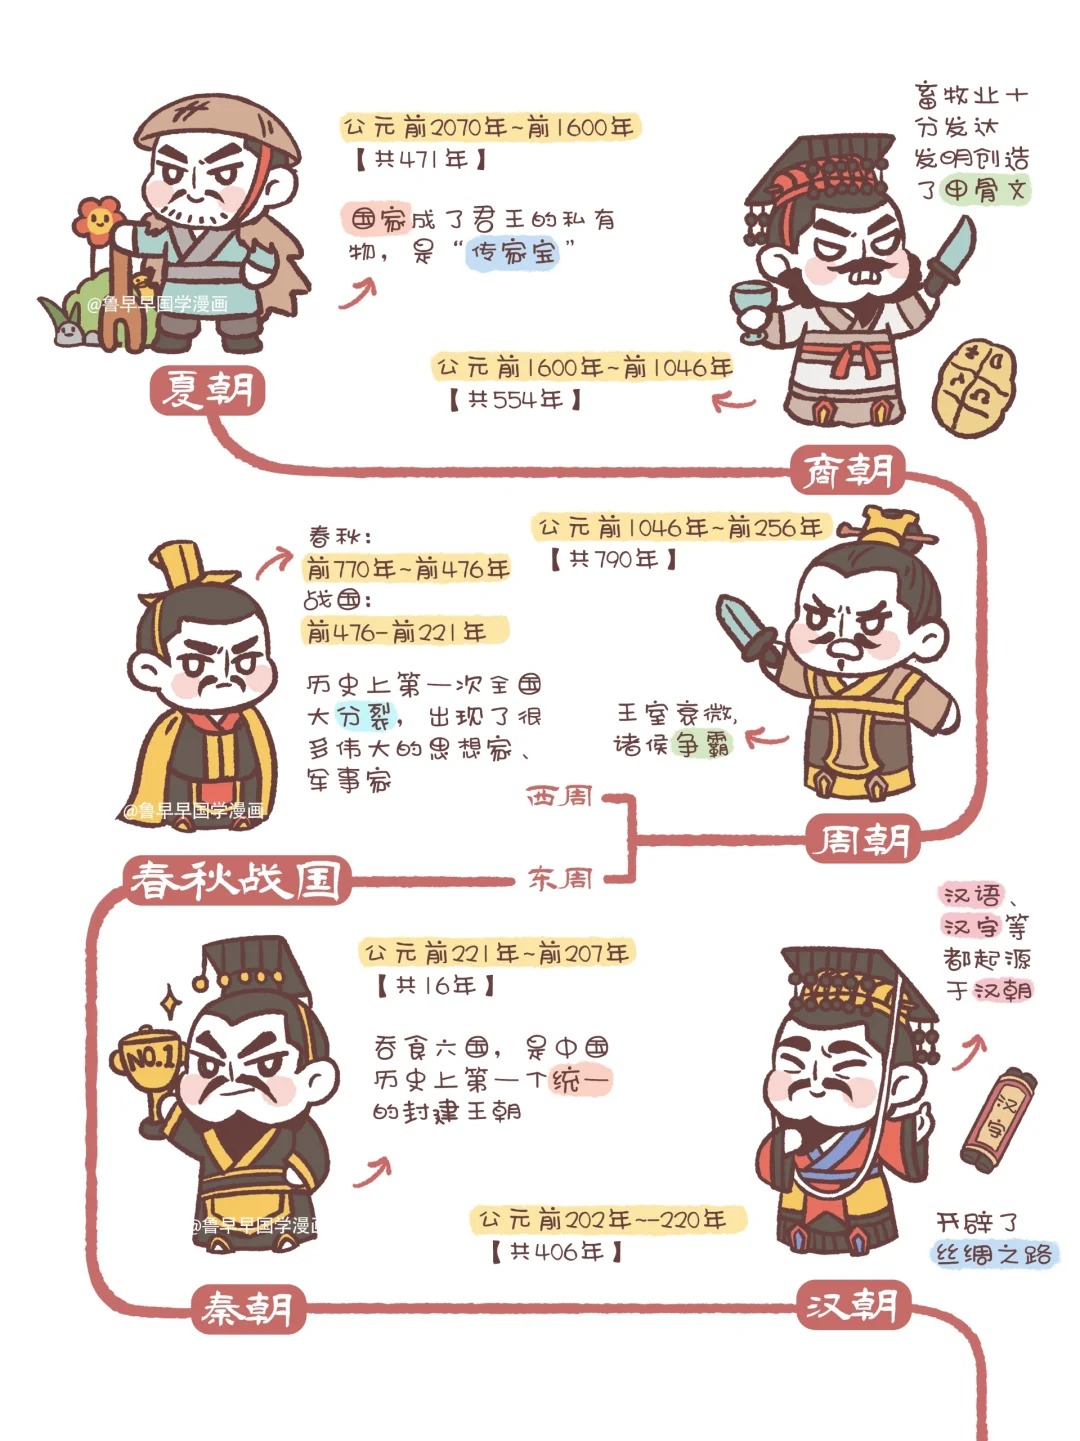 公元前2070年~前1600年
【共471年】
国家成了君王的私有
物，是“传家宝”
@鲁早早国学漫画
夏朝
畜牧业十
分发达
发明创造
了甲骨文
公元前1600年~前1046年
【共554年】
商朝
公元前1046年~前256年
【共790年】
王室衰微,
诸侯争霸
周朝
西周
东周
春秋：
前770年~前476年
战国：
前476-前221年
历史上第一次全国
大分裂，出现了很
多伟大的思想家、
军事家
@鲁早早国学漫画
春秋战国
公元前221年~前207年
【共16年】
吞食六国，是中国
历史上第一个统一
的封建王朝
NO.1
@鲁早早国学漫画
秦朝
汉语、
汉字等
都起源
于汉朝
汉字
公元前202年~-220年
【共406年】
开辟了
丝绸之路
汉朝